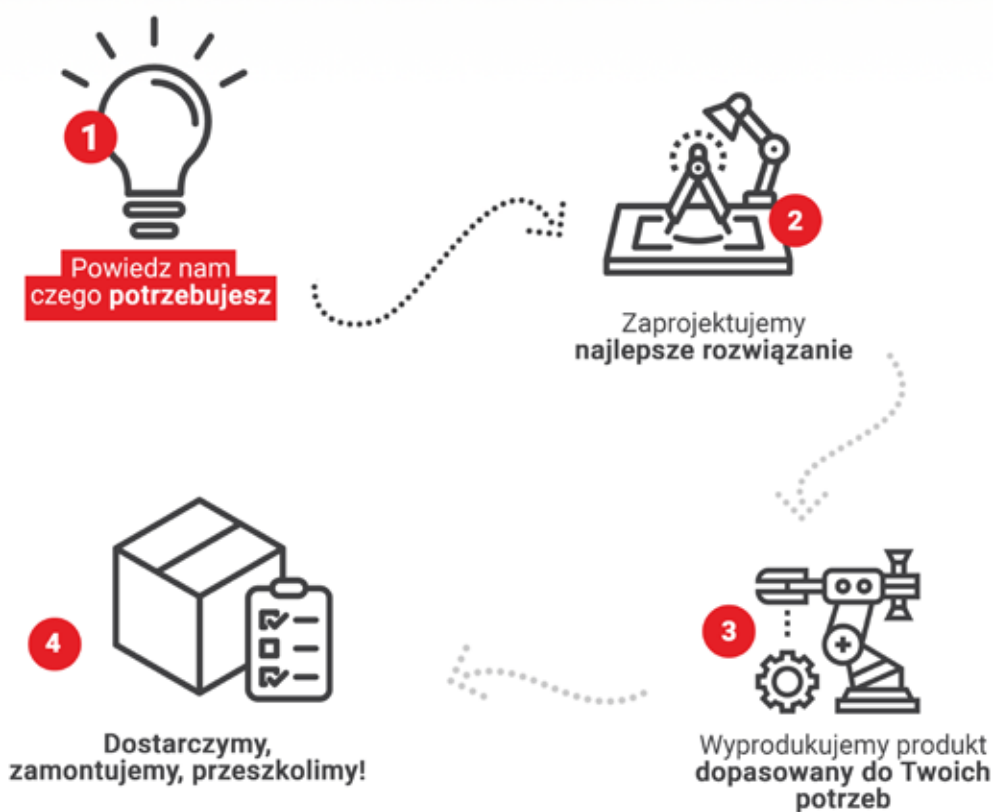 1
Powiedz nam
czego potrzebujesz
2
Zaprojektujemy
najlepsze rozwiązanie
3
Wyprodukujemy produkt
dopasowany do Twoich
potrzeb
4
Dostarczymy,
zamontujemy, przeszkolimy!